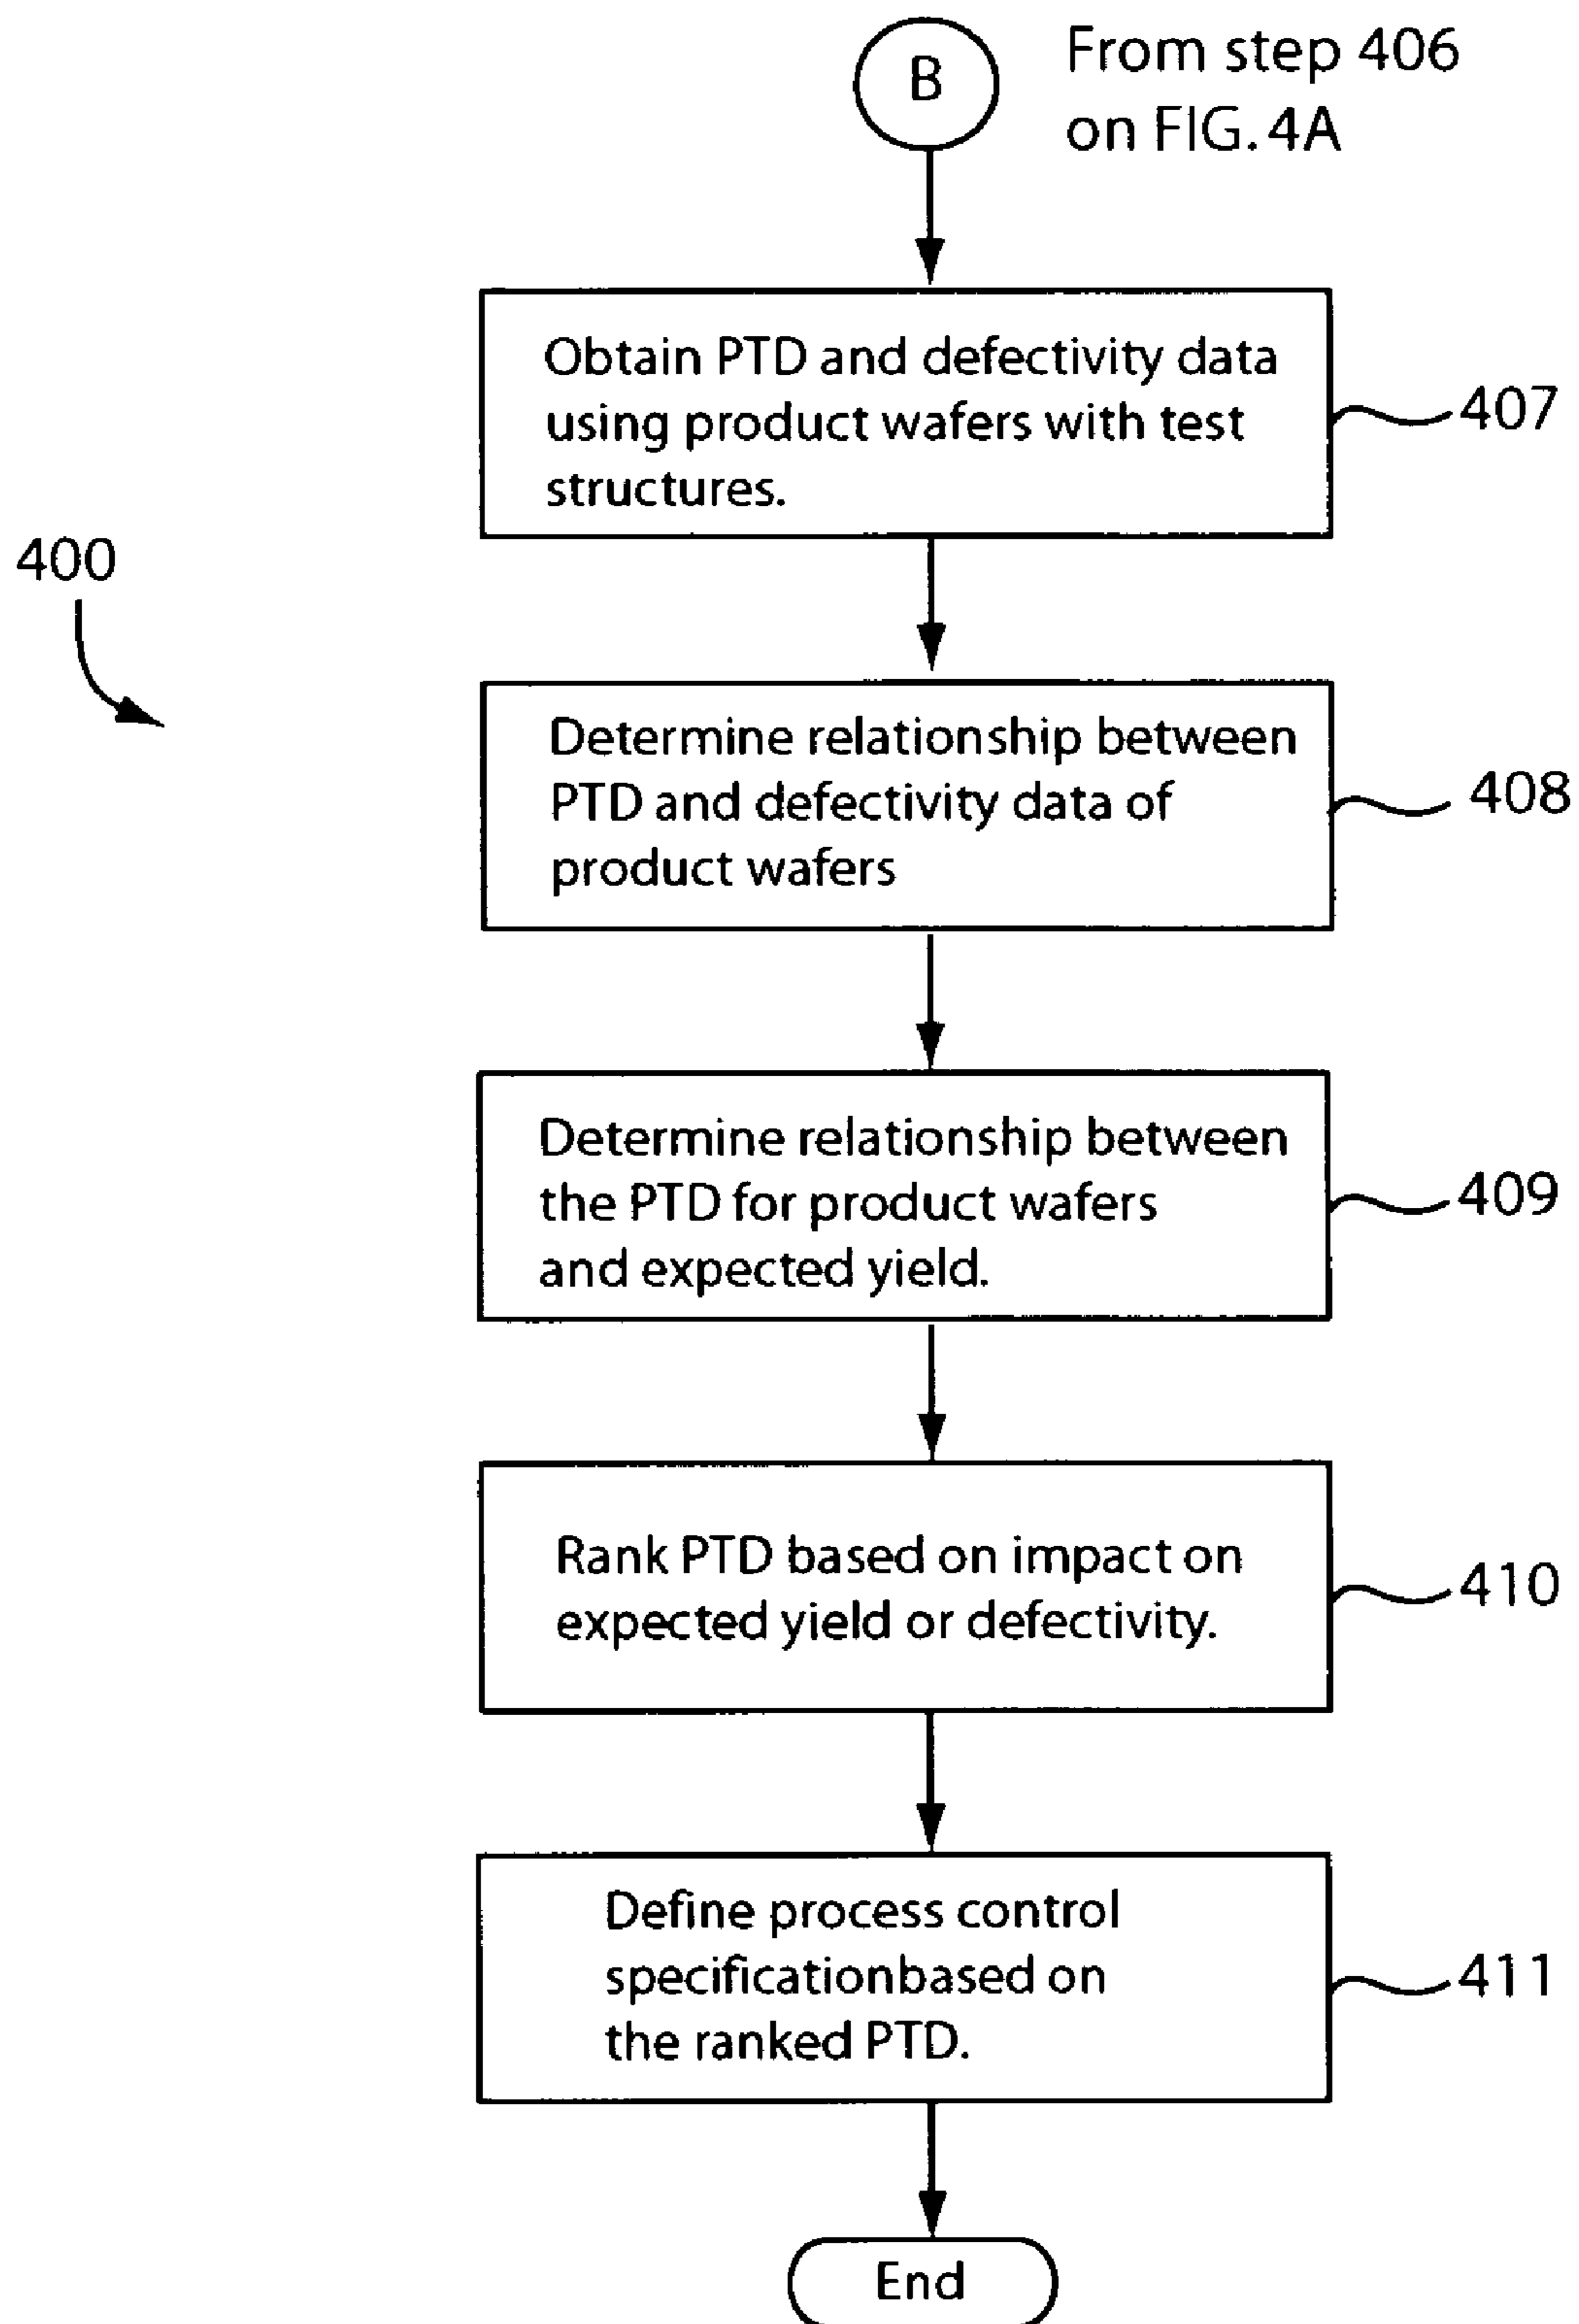 B
From step 406
on FIG. 4A
Obtain PTD and defectivity data
using product wafers with test
structures.
407
400
Determine relationship between
PTD and defectivity data of
product wafers
408
Determine relationship between
the PTD for product wafers
and expected yield.
409
Rank PTD based on impact on
expected yield or defectivity.
410
Define process control
specificationbased on
the ranked PTD.
411
End